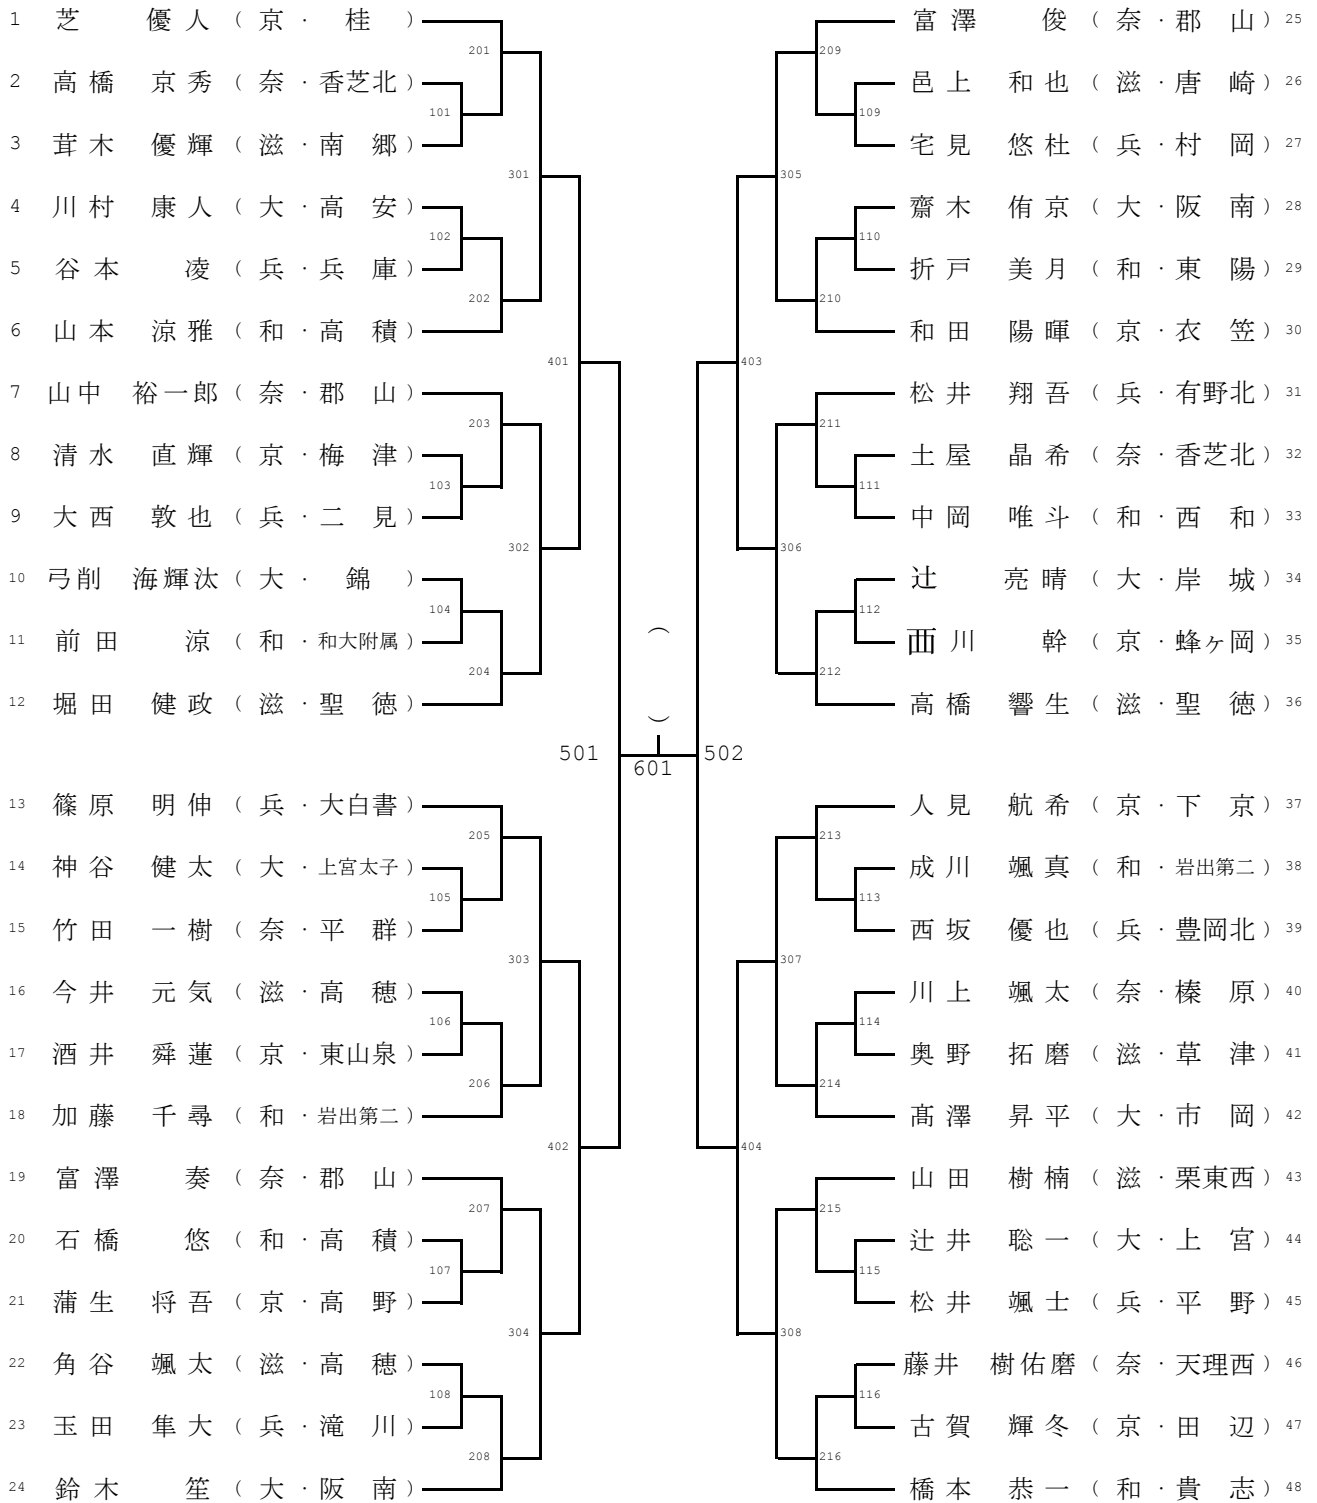 1 芝 優人（京・桂）
201
2 高橋 京秀（奈・香芝北）
101
3 茸木 優輝（滋・南郷）
301
4 川村 康人（大・高安）
102
5 谷本 凌（兵・兵庫）
202
6 山本 涼雅（和・高積）
401
7 山中 裕一郎（奈・郡山）
203
8 清水 直輝（京・梅津）
103
9 大西 敦也（兵・二見）
302
10 弓削 海輝汰（大・錦）
104
11 前田 涼（和・和大附属）
204
12 堀田 健政（滋・聖徳）
501
13 篠原 明伸（兵・大白書）
205
14 神谷 健太（大・上宮太子）
105
15 竹田 一樹（奈・平群）
303
16 今井 元気（滋・高穂）
106
17 酒井 舜蓮（京・東山泉）
206
18 加藤 千尋（和・岩出第二）
402
19 富澤 奏（奈・郡山）
207
20 石橋 悠（和・高積）
107
21 蒲生 将吾（京・高野）
304
22 角谷 颯太（滋・高穂）
108
23 玉田 隼大（兵・滝川）
208
24 鈴木 笙（大・阪南）
（ ）
601
富澤 俊（奈・郡山）25
209
邑上 和也（滋・唐崎）26
109
宅見 悠杜（兵・村岡）27
305
齋木 侑京（大・阪南）28
110
折戸 美月（和・東陽）29
210
和田 陽暉（京・衣笠）30
403
松井 翔吾（兵・有野北）31
211
土屋 晶希（奈・香芝北）32
111
中岡 唯斗（和・西和）33
306
辻 亮晴（大・岸城）34
112
西川 幹（京・蜂ヶ岡）35
212
高橋 響生（滋・聖徳）36
502
人見 航希（京・下京）37
213
成川 颯真（和・岩出第二）38
113
西坂 優也（兵・豊岡北）39
307
川上 颯太（奈・榛原）40
114
奥野 拓磨（滋・草津）41
214
髙澤 昇平（大・市岡）42
404
山田 樹楠（滋・栗東西）43
215
辻井 聡一（大・上宮）44
115
松井 颯士（兵・平野）45
308
藤井 樹佑磨（奈・天理西）46
116
古賀 輝冬（京・田辺）47
216
橋本 恭一（和・貴志）48